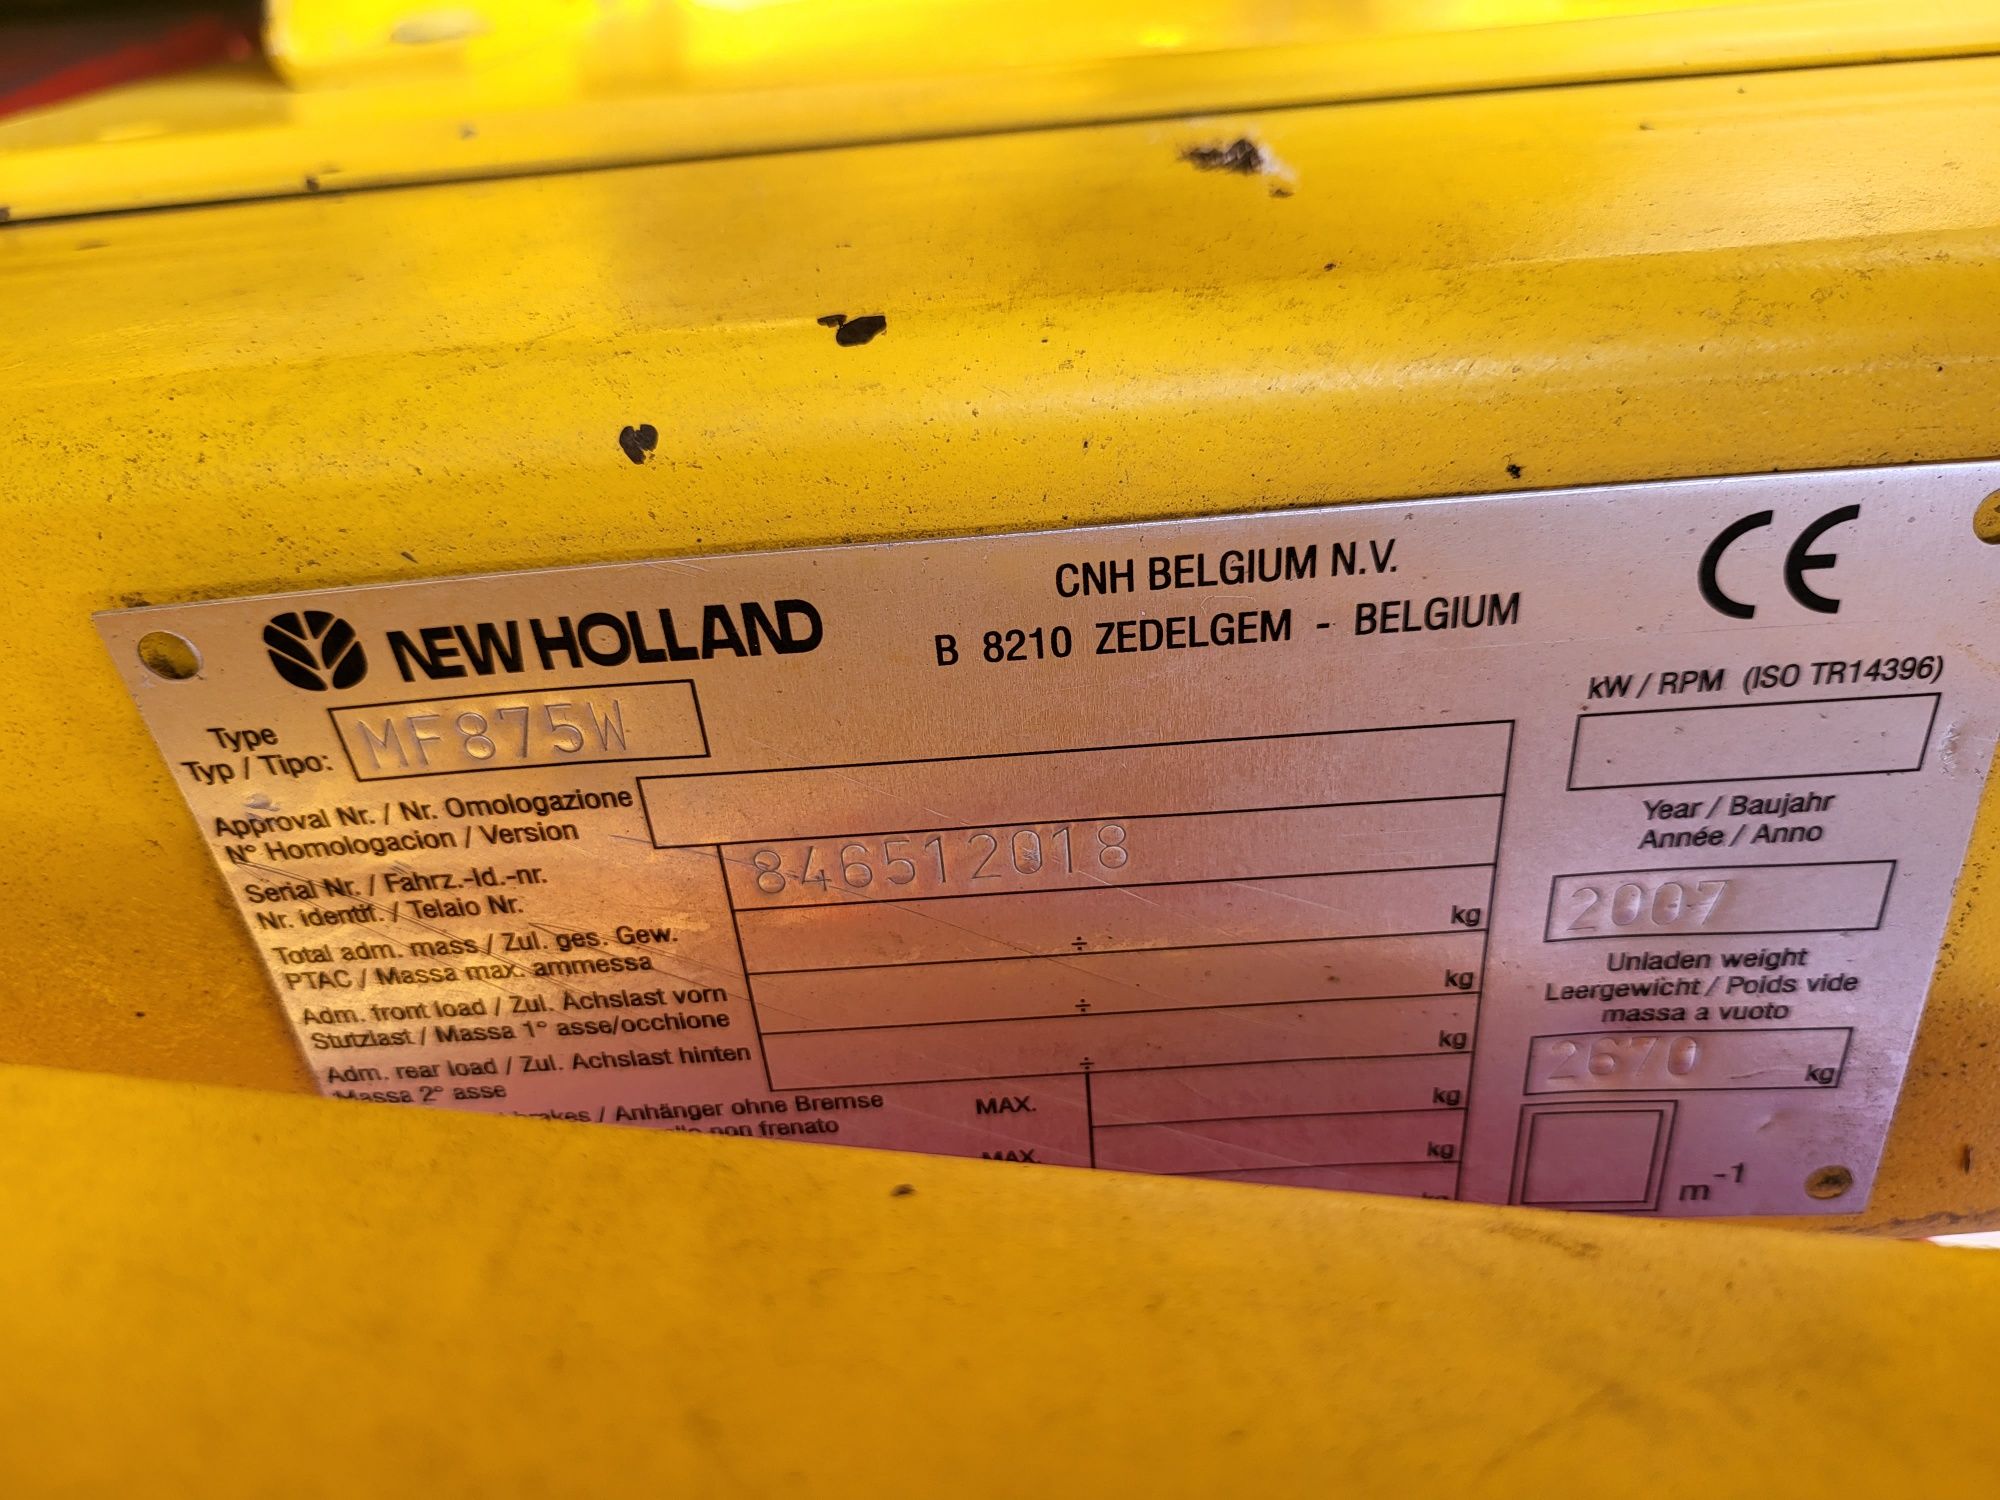 NEW HOLLAND
CNH BELGIUM N.V.
B 8210 ZEDELGEM - BELGIUM
CE
Type
Typ / Tipo:
MF875W
kW / RPM (ISO TR14396)
Approval Nr. / Nr. Omologazione
N° Homologacion / Version
Year / Baujahr
Année / Anno
2007
Serial Nr. / Fahrz.-Id.-nr.
Nr. identif. / Telaio Nr.
846512018
Total adm. mass / Zul. ges. Gew.
PTAC / Massa max. ammessa
÷
kg
Unladen weight
Leergewicht / Poids vide
massa a vuoto
2670
kg
Adm. front load / Zul. Achslast vorn
Stutzlast / Massa 1° asse/occhione
÷
kg
Adm. rear load / Zul. Achslast hinten
Massa 2° asse
÷
kg
/ Anhänger ohne Bremse
non frenato
MAX.
kg
MAX.
kg
m-1